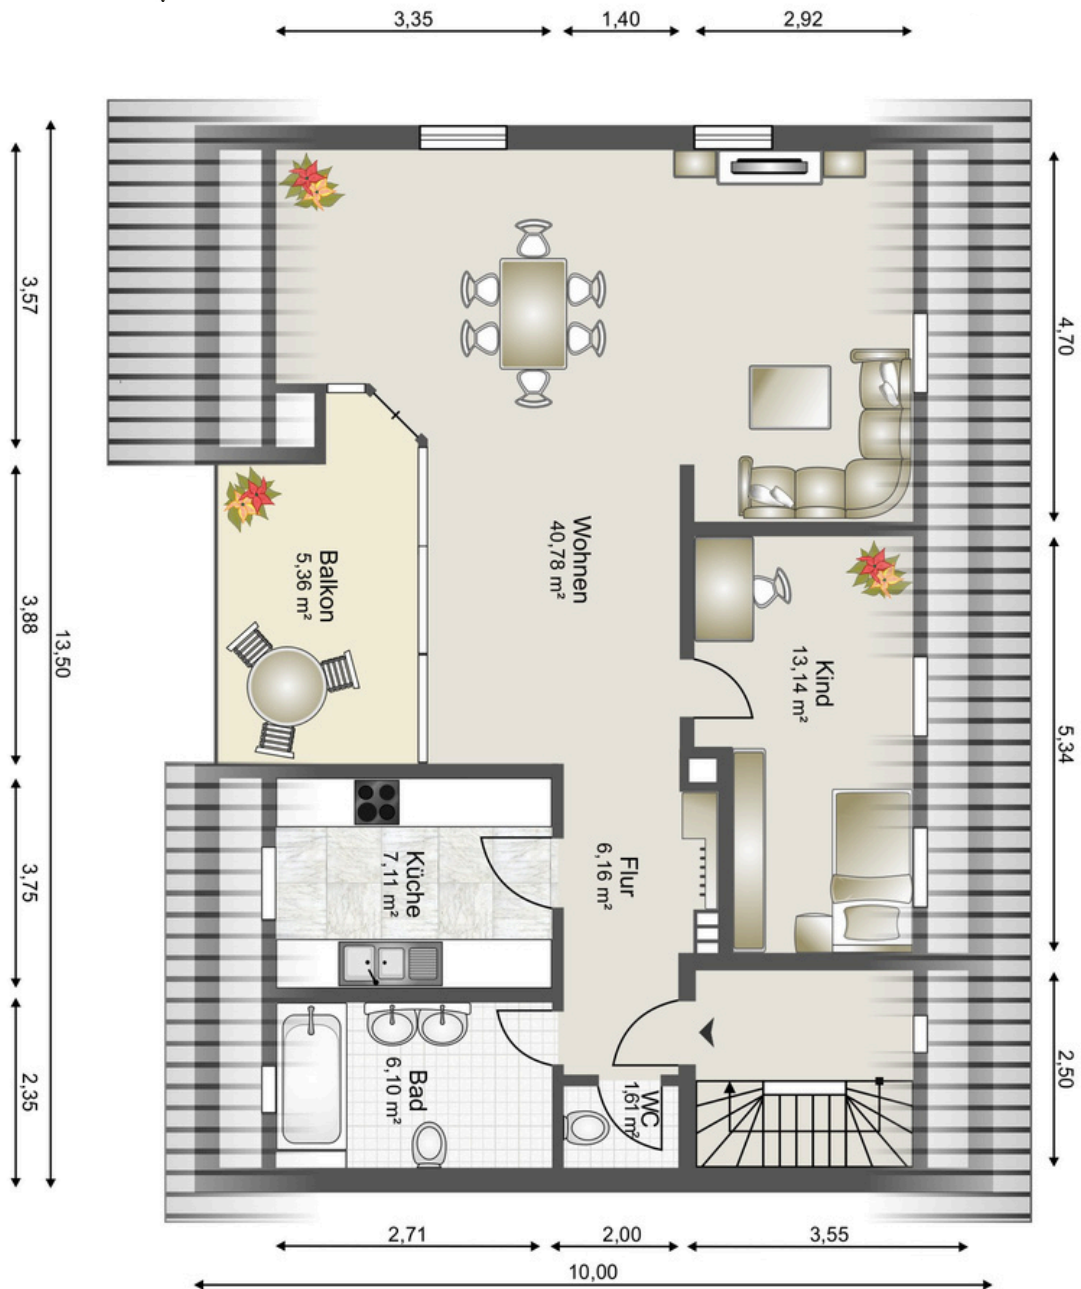 3,35
1,40
2,92
3,57
4,70
Wohnen
40,78 m²
Balkon
5,36 m²
3,88
13,50
Kind
13,14 m²
5,34
Küche
7,11 m²
Flur
6,16 m²
3,75
Bad
6,10 m²
WC
1,61 m²
2,35
2,50
2,71
2,00
3,55
10,00